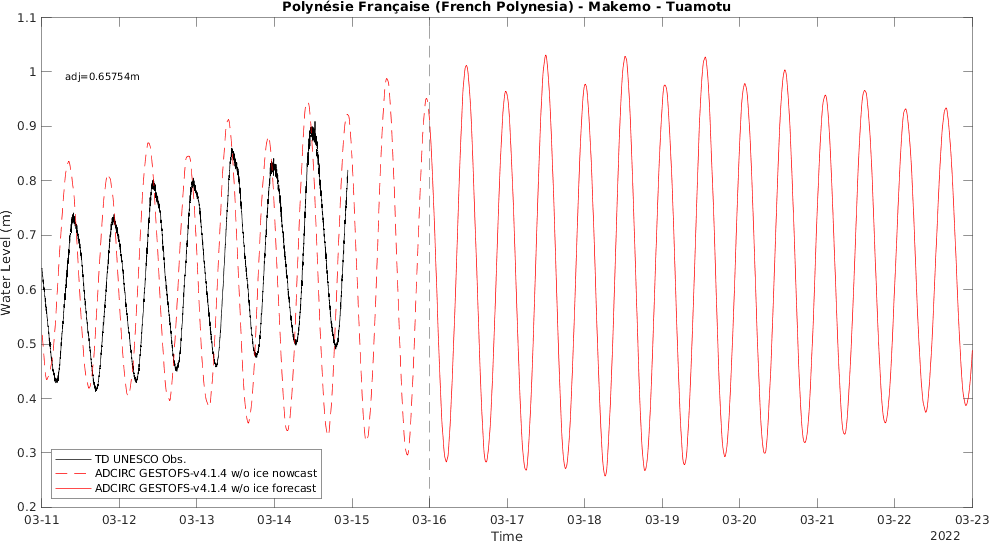 Polynésie Française (French Polynesia) - Makemo - Tuamotu
1.1
1
0.9
0.8
0.7
0.6
0.5
0.4
0.3
0.2
Water Level (m)
adj=0.65754m
TD UNESCO Obs.
ADCIRC GESTOFS-v4.1.4 w/o ice nowcast
ADCIRC GESTOFS-v4.1.4 w/o ice forecast
03-11 03-12 03-13 03-14 03-15 03-16 03-17 03-18 03-19 03-20 03-21 03-22 03-23
Time
2022